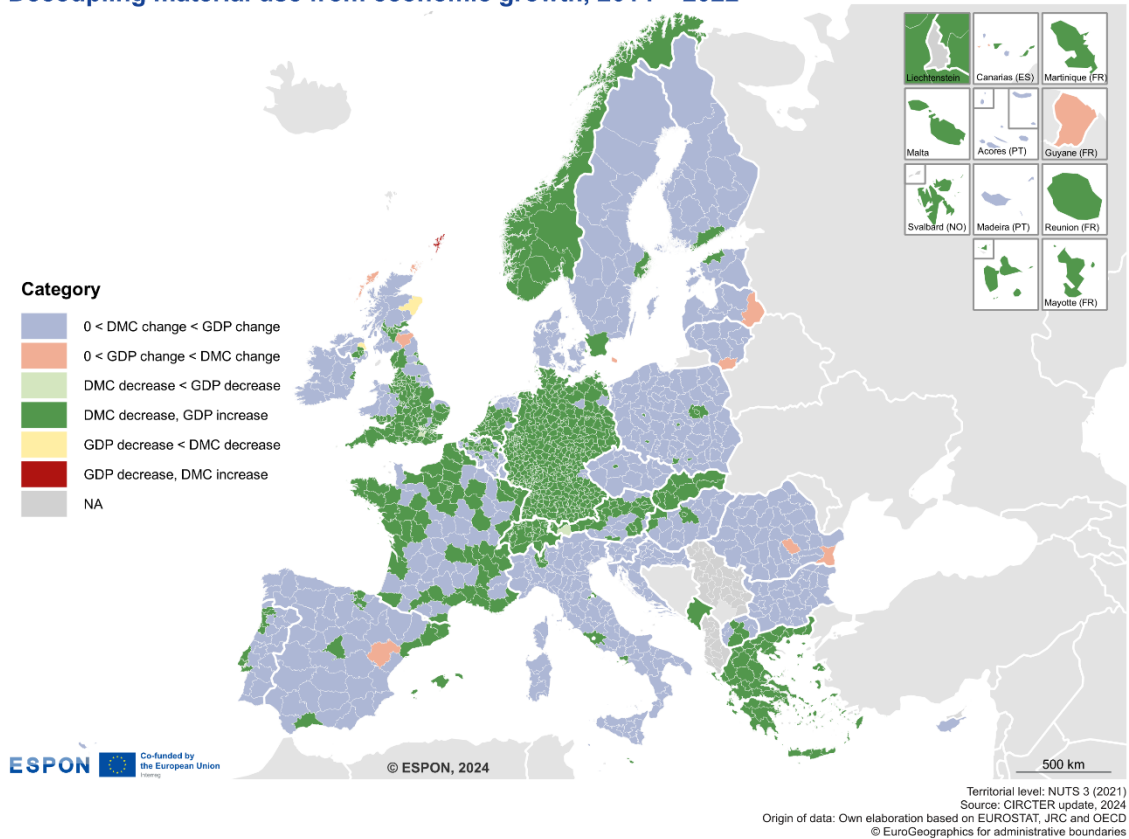 Liechtenstein
Canarias (ES)
Martinique (FR)
Malta
Acores (PT)
Guyane (FR)
Svalbard (NO)
Madeira (PT)
Reunion (FR)
Mayotte (FR)
Category
0 < DMC change < GDP change
0 < GDP change < DMC change
DMC decrease < GDP decrease
DMC decrease, GDP increase
GDP decrease < DMC decrease
GDP decrease, DMC increase
NA
ESPON
Co-funded by
the European Union
Interreg
© ESPON, 2024
500 km
Territorial level: NUTS 3 (2021)
Source: CIRCTER update, 2024
Origin of data: Own elaboration based on EUROSTAT, JRC and OECD
© EuroGeographics for administrative boundaries